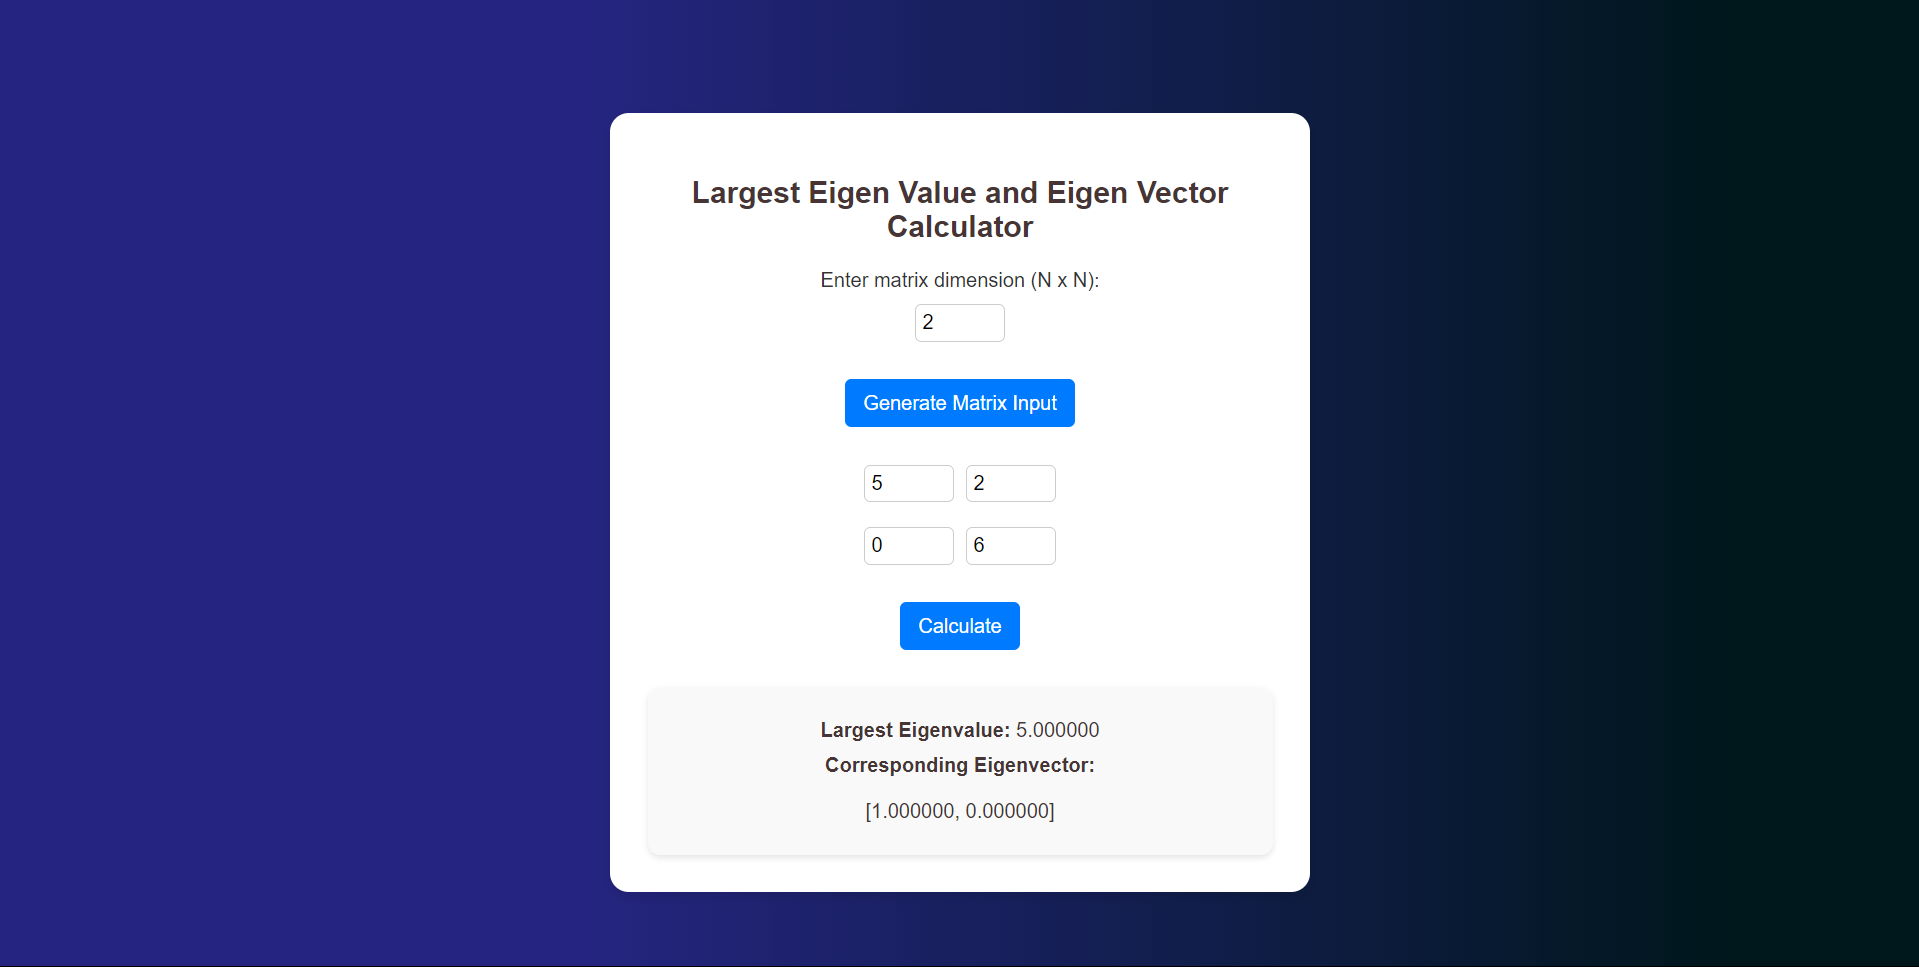 Largest Eigen Value and Eigen Vector
Calculator
Enter matrix dimension (N x N):
2
Generate Matrix Input
5 2
0 6
Calculate
Largest Eigenvalue: 5.000000
Corresponding Eigenvector:
[1.000000, 0.000000]